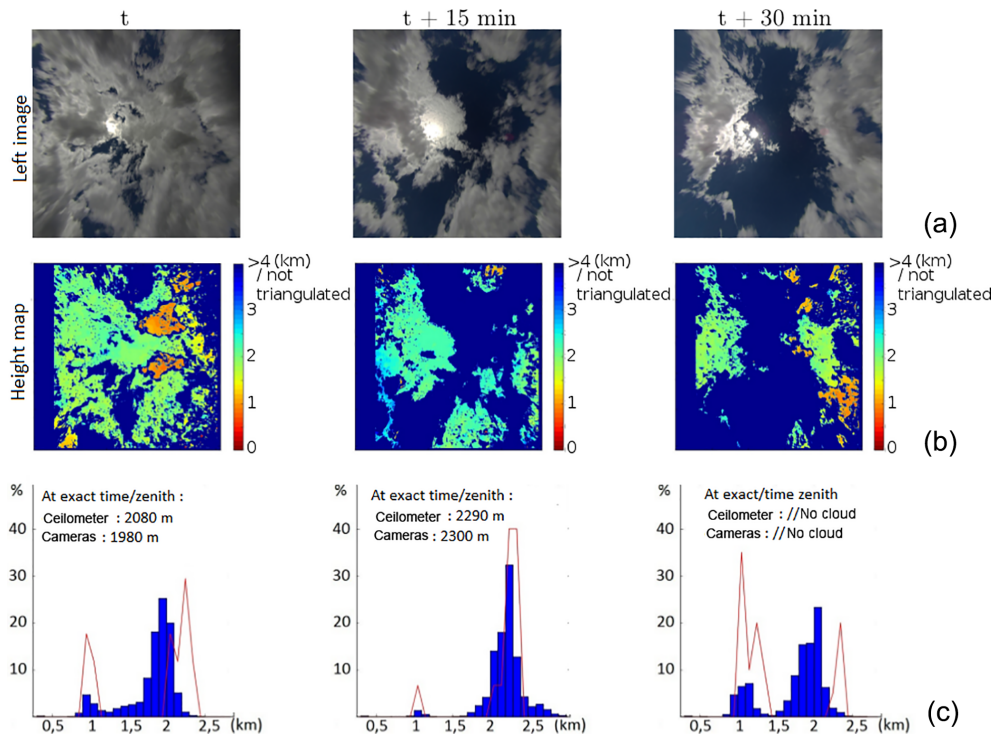 t
t + 15 min
t + 30 min
Left image
(a)
>4 (km)
/ not
triangulated
3
2
1
0
>4 (km)
/ not
triangulated
3
2
1
0
>4 (km)
/ not
triangulated
3
2
1
0
Height map
(b)
%
40
30
20
10
At exact time/zenith :
Ceilometer : 2080 m
Cameras : 1980 m
0,5 1 1,5 2 2,5 (km)
%
40
30
20
10
At exact time/zenith :
Ceilometer : 2290 m
Cameras : 2300 m
0,5 1 1,5 2 2,5 (km)
%
40
30
20
10
At exact/time zenith
Ceilometer : //No cloud
Cameras : //No cloud
0,5 1 1,5 2 2,5 (km)
(c)